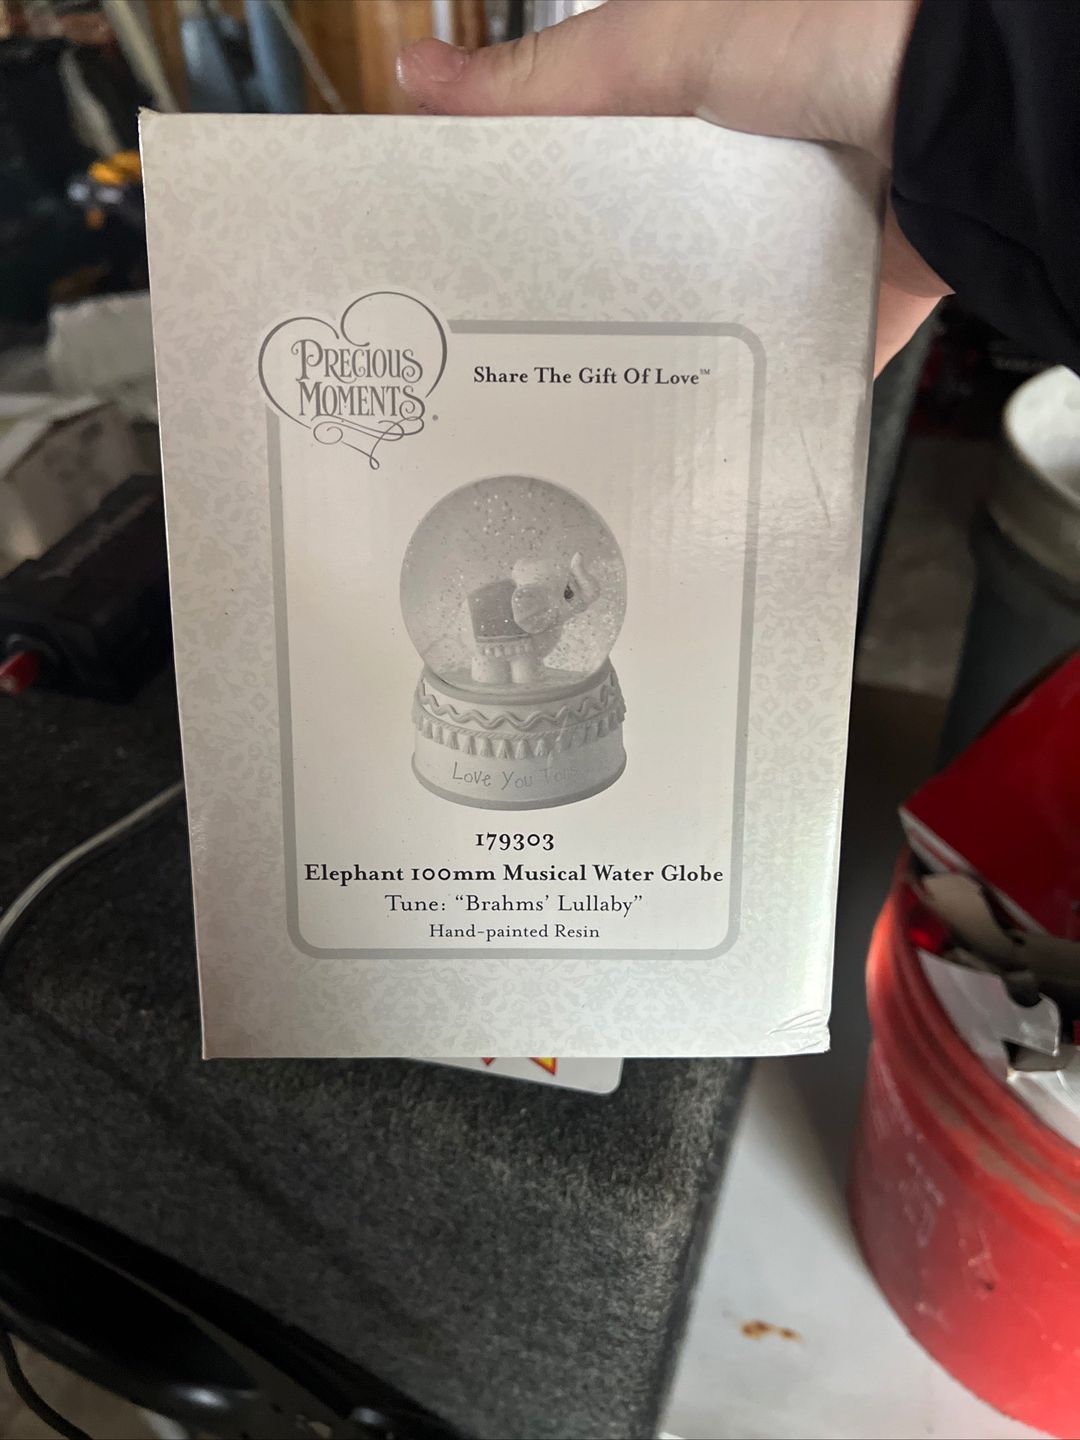 PRECIOUS
MOMENTS®
Share The Gift Of Love™
Love You
179303
Elephant 100mm Musical Water Globe
Tune: “Brahms’ Lullaby”
Hand-painted Resin